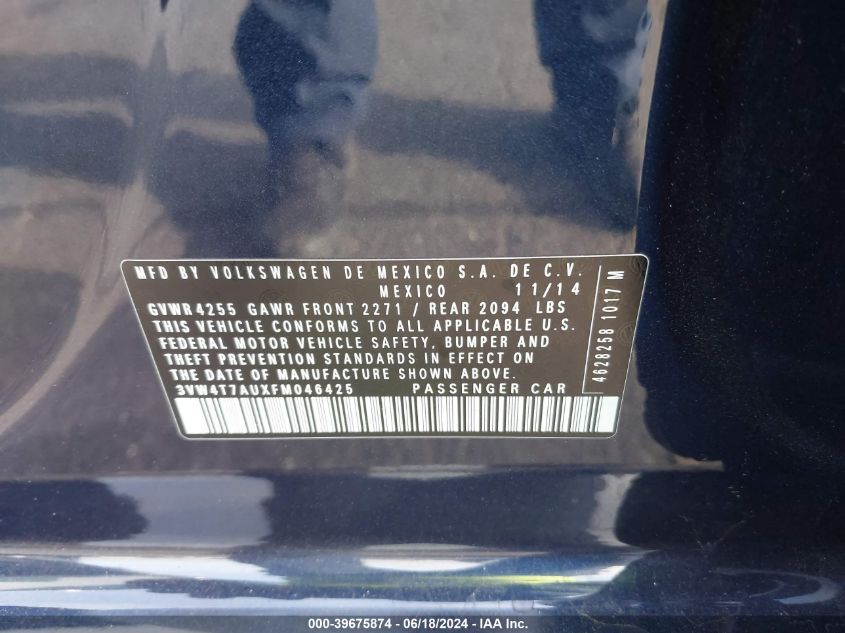 MFD BY VOLKSWAGEN DE MEXICO S.A. DE C.V.
MEXICO 11/14
GVWR 4255 GAWR FRONT 2271 / REAR 2094 LBS
THIS VEHICLE CONFORMS TO ALL APPLICABLE U.S.
FEDERAL MOTOR VEHICLE SAFETY, BUMPER AND
THEFT PREVENTION STANDARDS IN EFFECT ON
THE DATE OF MANUFACTURE SHOWN ABOVE.
3VW4T7AUXFM046425 PASSENGER CAR
4628258 1017 M
000-39675874 - 06/18/2024 - IAA Inc.